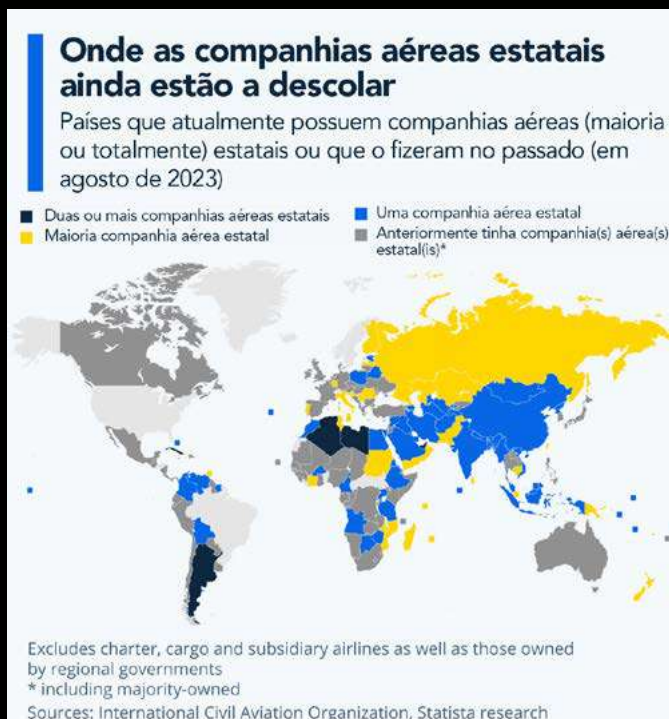 Onde as companhias aéreas estatais
ainda estão a descolar
Países que atualmente possuem companhias aéreas (maioria
ou totalmente) estatais ou que o fizeram no passado (em
agosto de 2023)
Duas ou mais companhias aéreas estatais
Maioria companhia aérea estatal
Uma companhia aérea estatal
Anteriormente tinha companhia(s) aérea(s)
estatal(is)*
Excludes charter, cargo and subsidiary airlines as well as those owned
by regional governments
* including majority-owned
Sources: International Civil Aviation Organization, Statista research